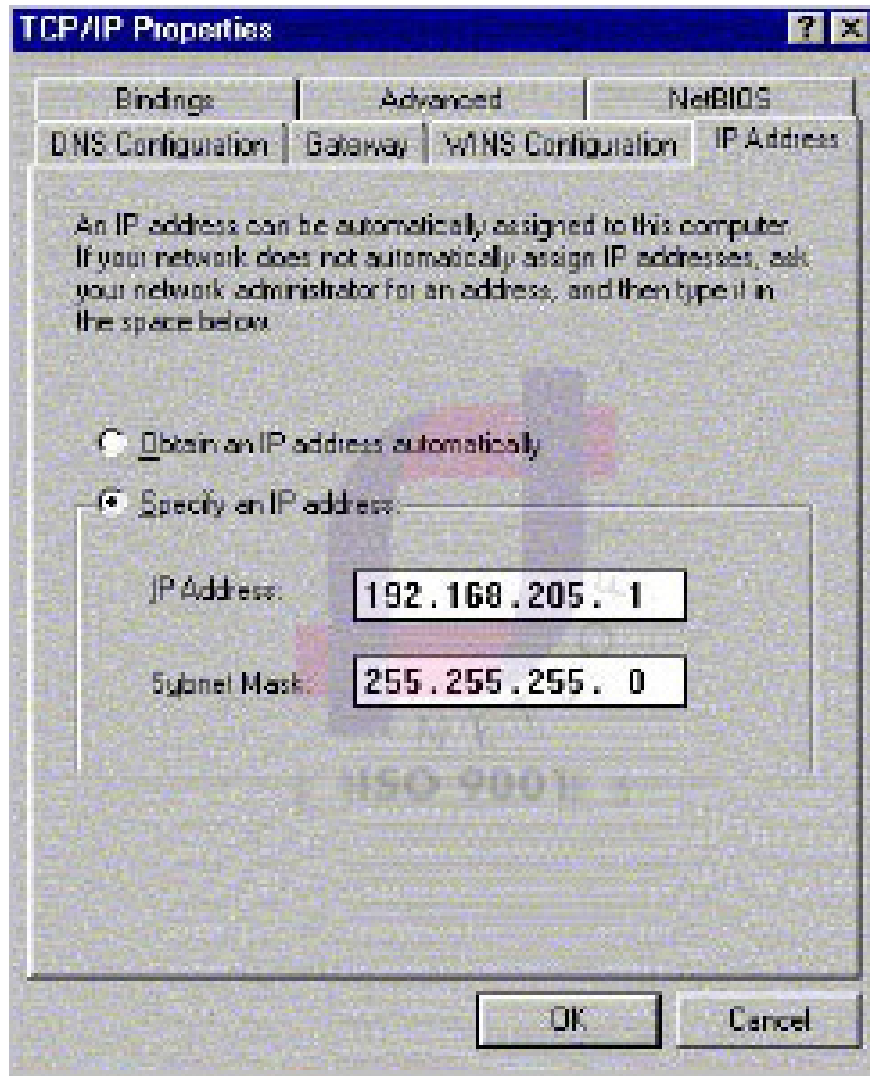 TCP/IP Properties
? X
Bindings Advanced NetBIOS
DNS Configuration Gateway WINS Configuration IP Address
An IP address can be automatically assigned to this computer.
If your network does not automatically assign IP addresses, ask
your network administrator for an address, and then type it in
the space below.
Obtain an IP address automatically
Specify an IP address:
IP Address: 192.168.205. 1
Subnet Mask: 255.255.255. 0
ISO 9001
OK Cancel